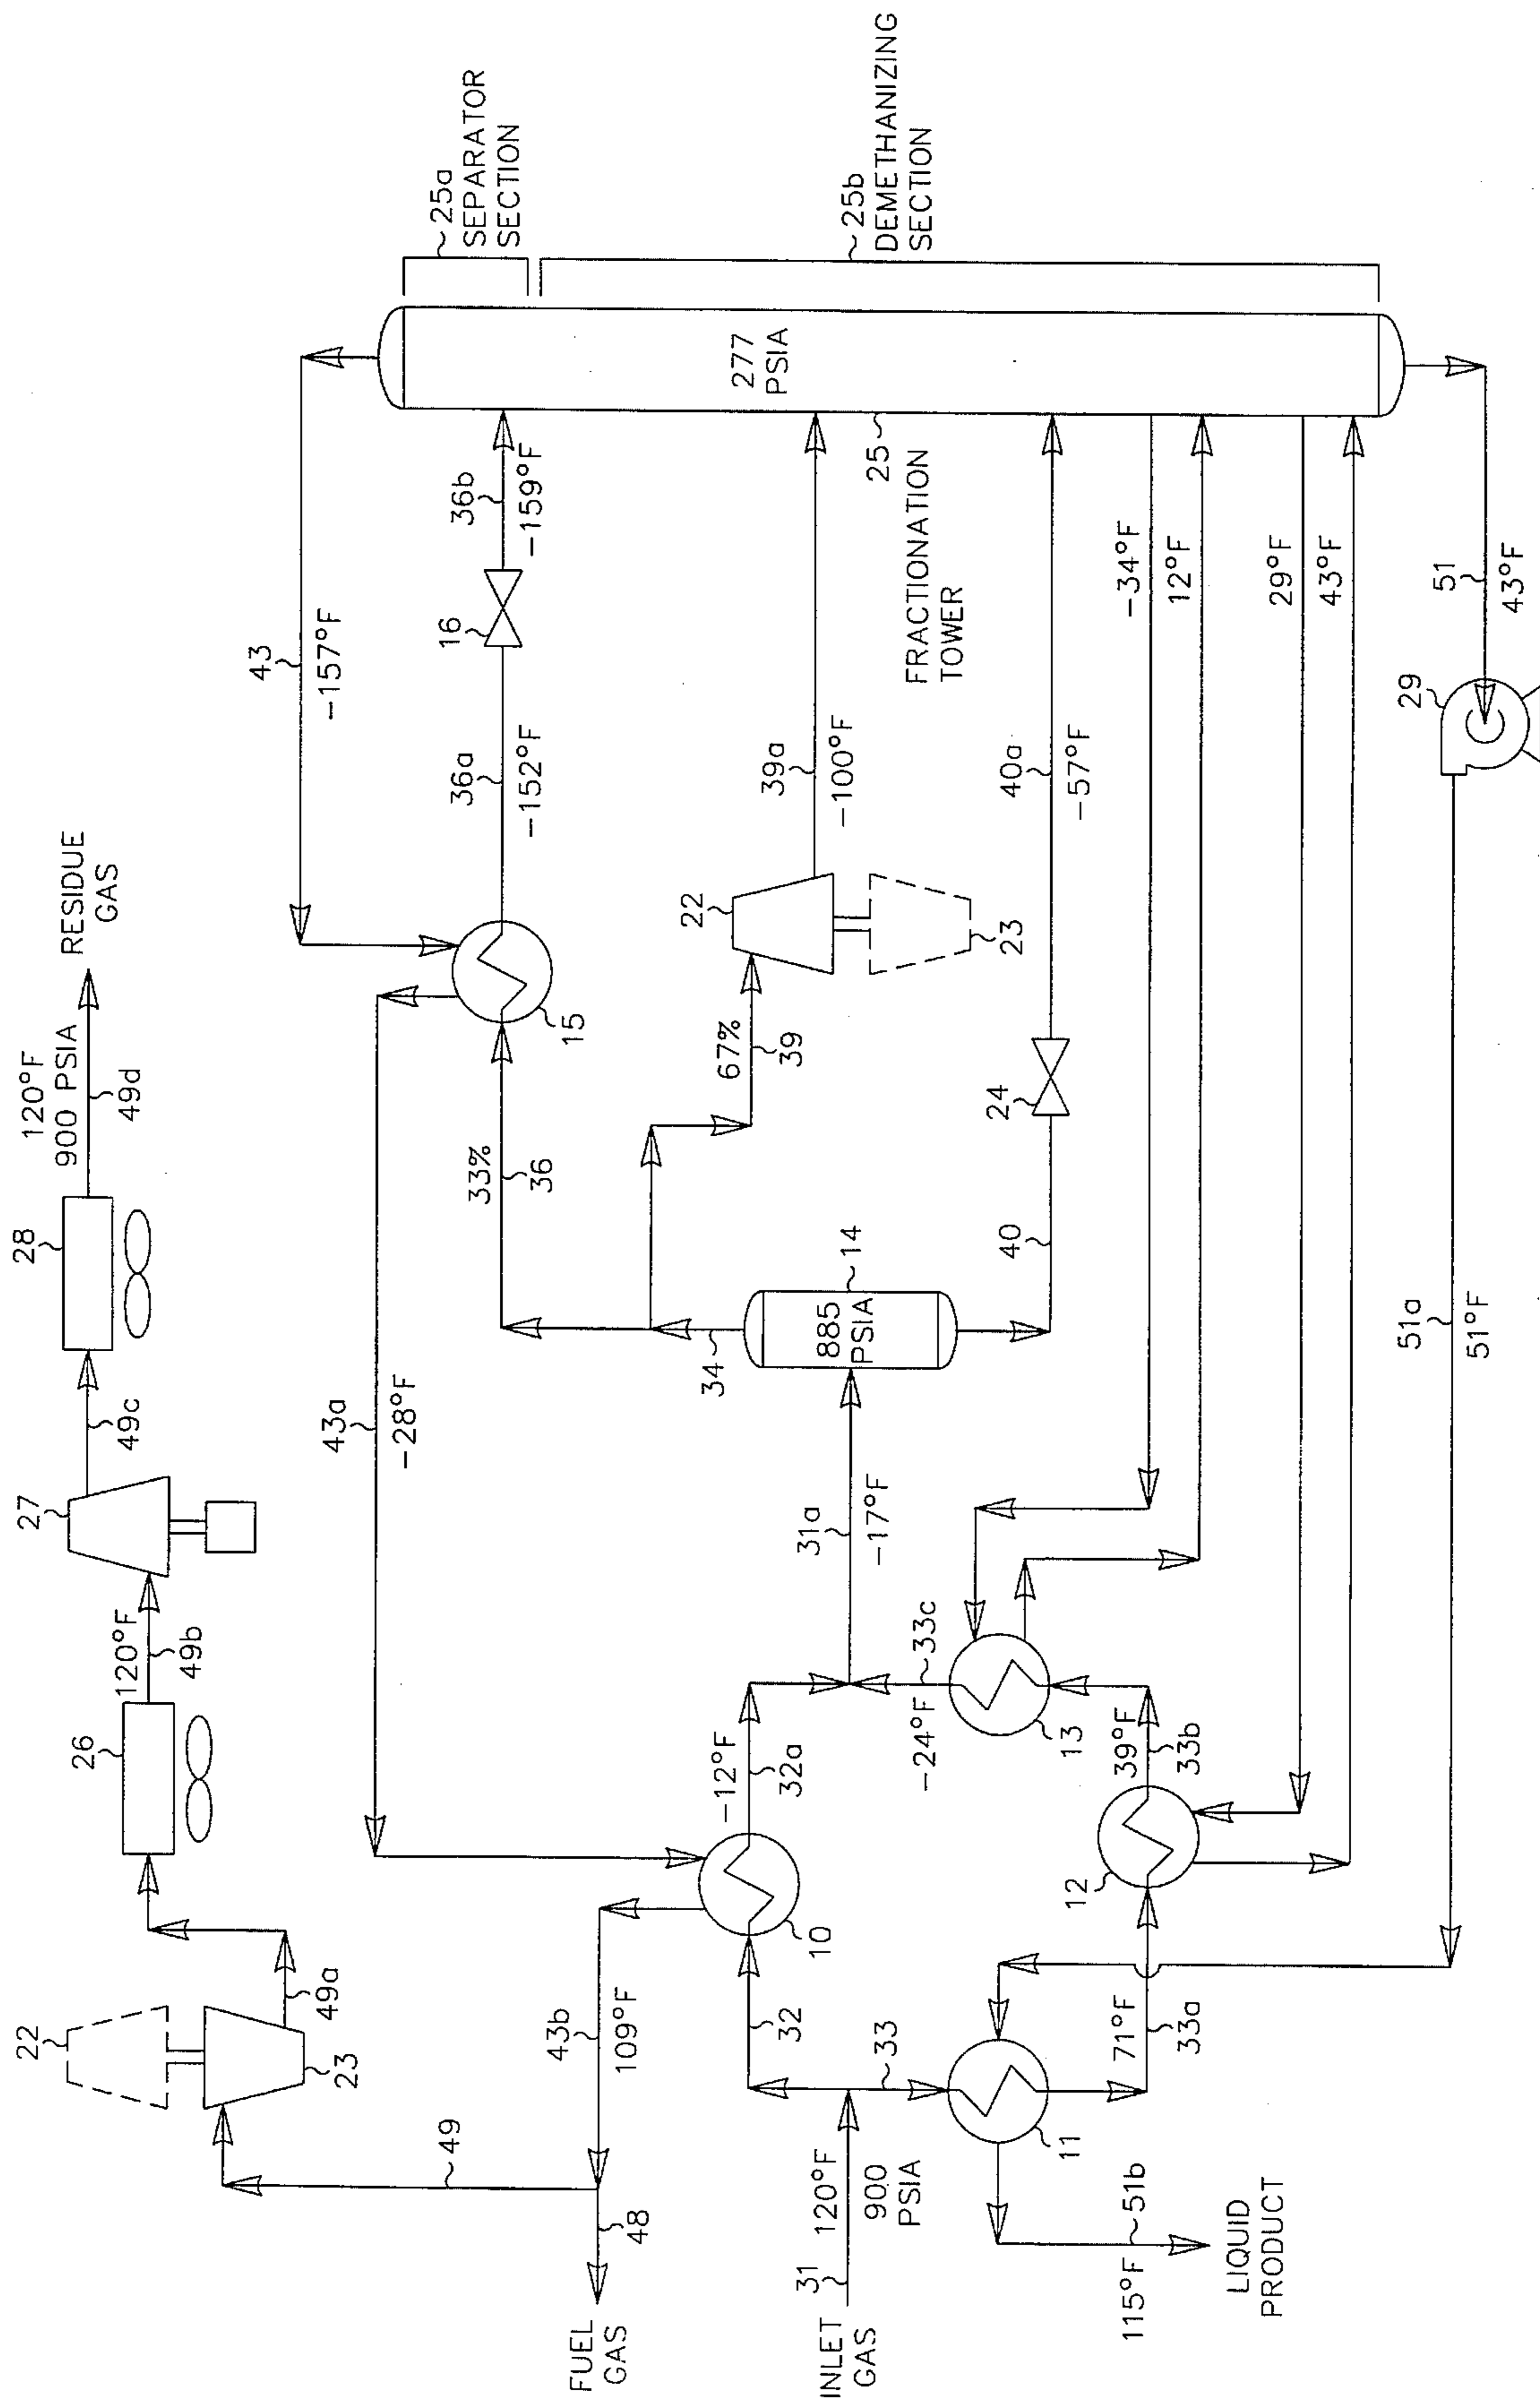 22
23
49a
26
120°F
49b
27
49c
28
120°F
900 PSIA
49d
RESIDUE
GAS
49
48
FUEL
GAS
43b
109°F
43a
-28°F
43
-157°F
15
33%
36
36a
-152°F
16
36b
-159°F
25a
SEPARATOR
SECTION
25b
DEMETHANIZING
SECTION
277
PSIA
25
FRACTIONATION
TOWER
22
23
67%
39
39a
-100°F
34
885
PSIA
14
40
24
40a
-57°F
31a
-17°F
10
-12°F
32a
32
33
31
120°F
900
PSIA
INLET
GAS
-24°F
33c
13
39°F
33b
12
71°F
33a
11
-34°F
12°F
29°F
43°F
51
43°F
29
51a
51°F
51b
115°F
LIQUID
PRODUCT